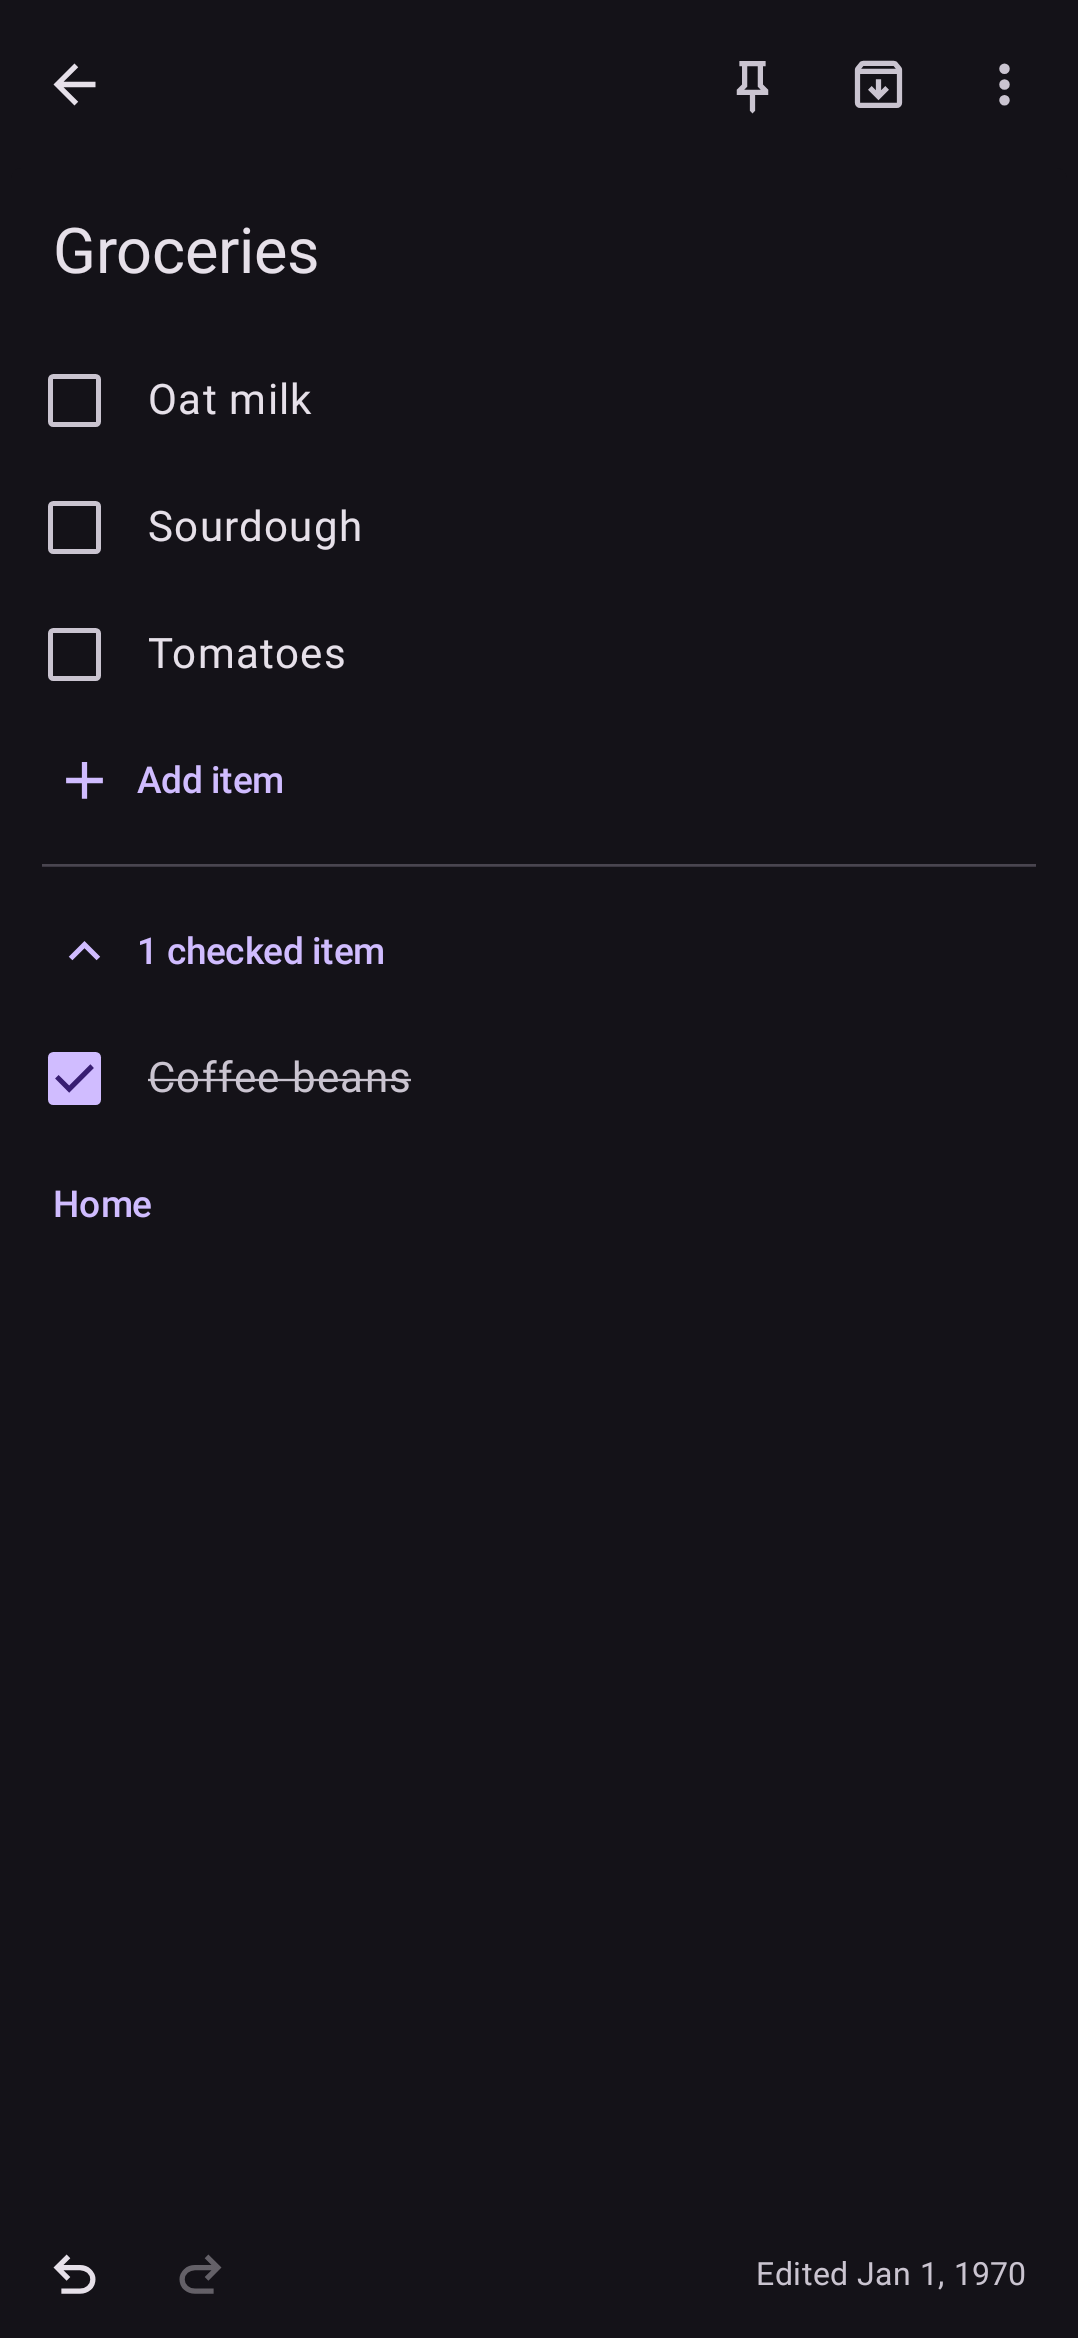 Groceries
Oat milk
Sourdough
Tomatoes
Add item
1 checked item
Coffee beans
Home
Edited Jan 1, 1970